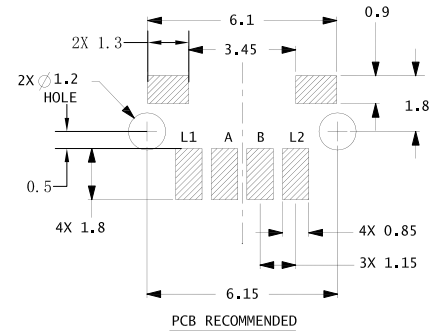 6.1
0.9
2X 1.3
3.45
2X ∅ 1.2
HOLE
1.8
L1 A B L2
0.5
4X 1.8
4X 0.85
3X 1.15
6.15
PCB RECOMMENDED